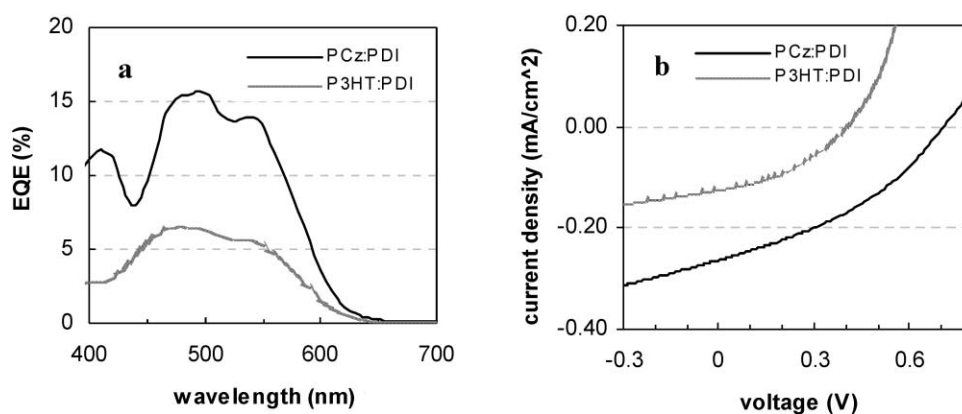 20
15
10
5
0
EQE (%)
a
PCz:PDI
P3HT:PDI
400
500
600
700
wavelength (nm)
0.20
0.00
-0.20
-0.40
current density (mA/cm^2)
PCz:PDI
P3HT:PDI
b
-0.3
0
0.3
0.6
voltage (V)